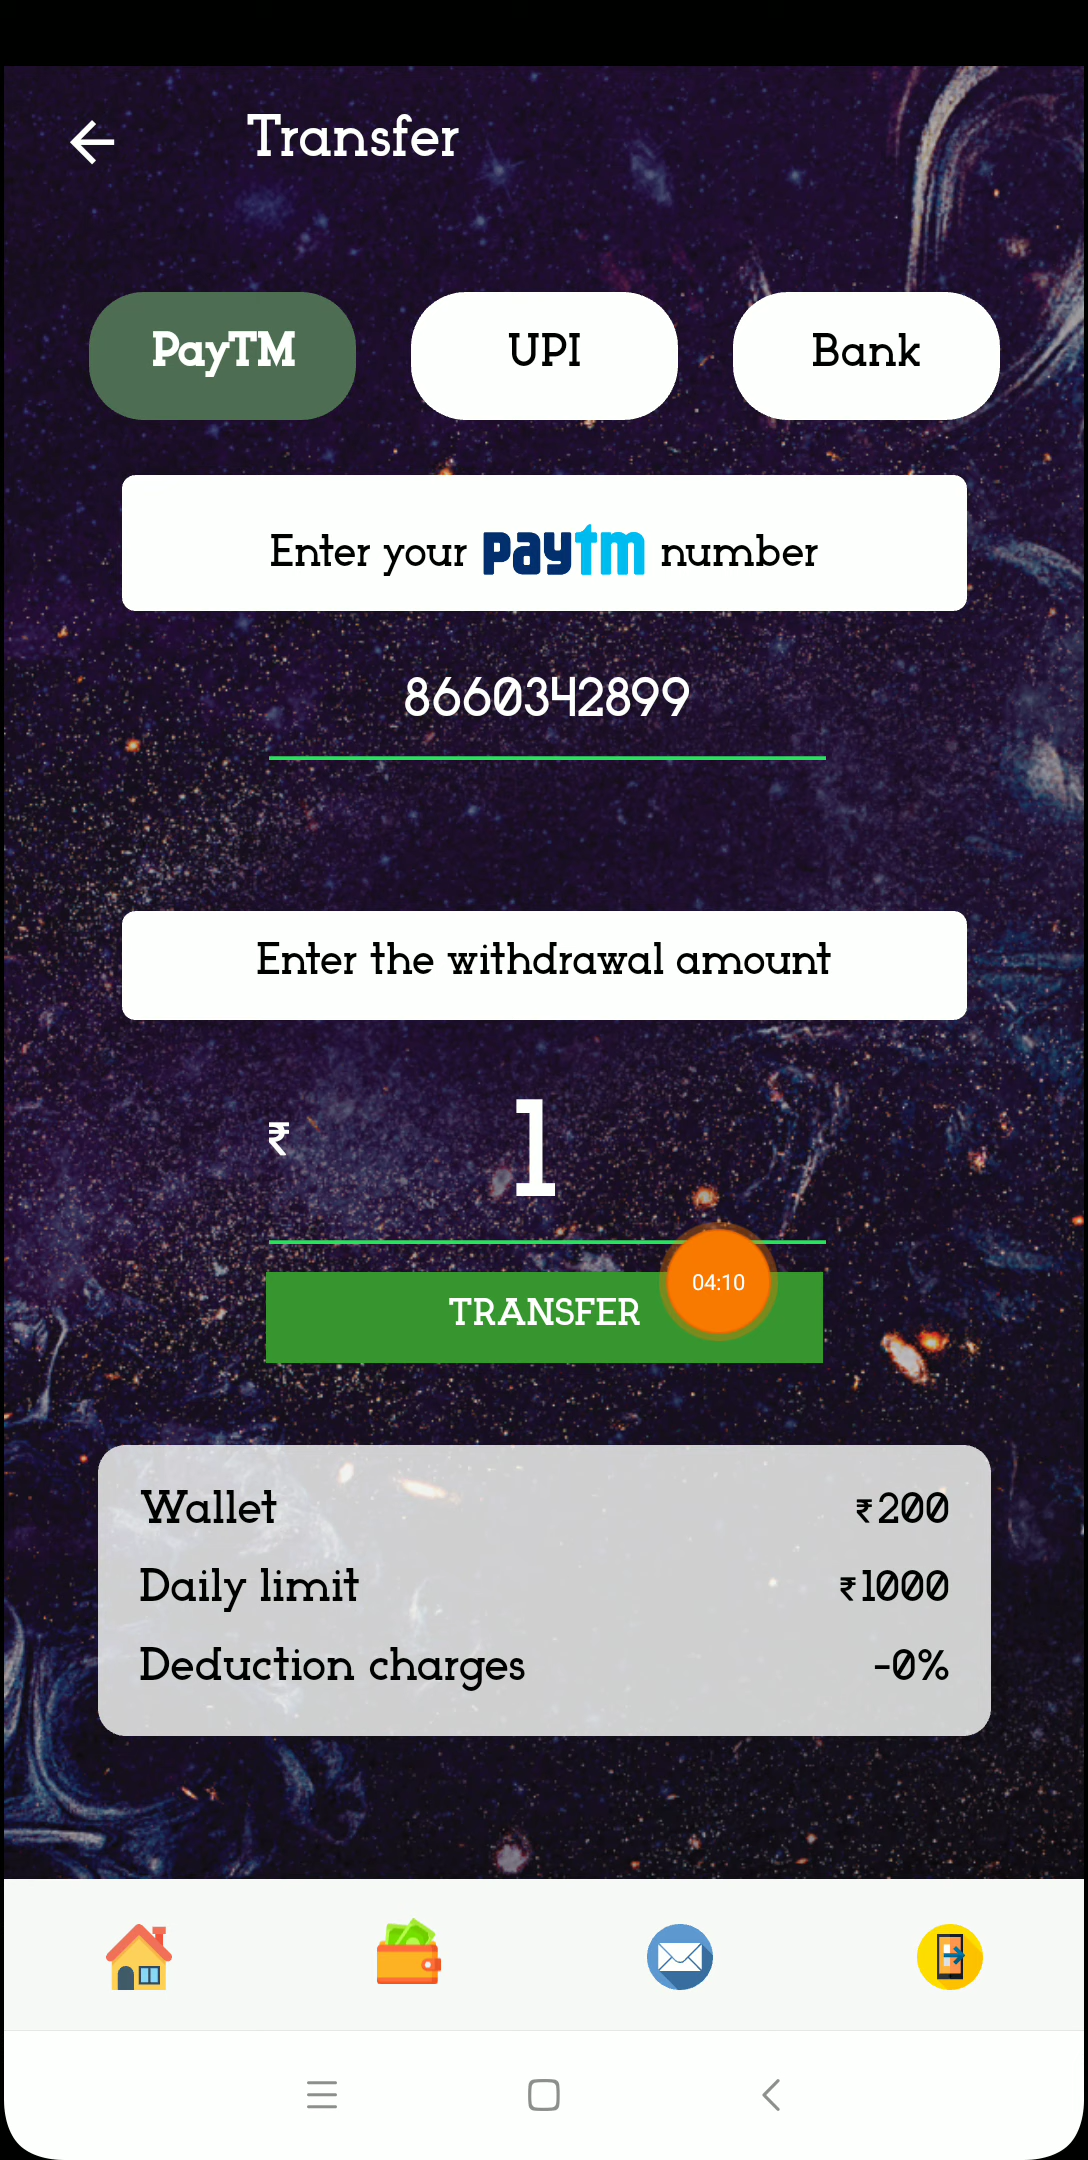 Transfer
PayTM UPI Bank
Enter your paytm number
8660342899
Enter the withdrawal amount
₹ 1
TRANSFER
04:10
Wallet ₹200
Daily limit ₹1000
Deduction charges -0%